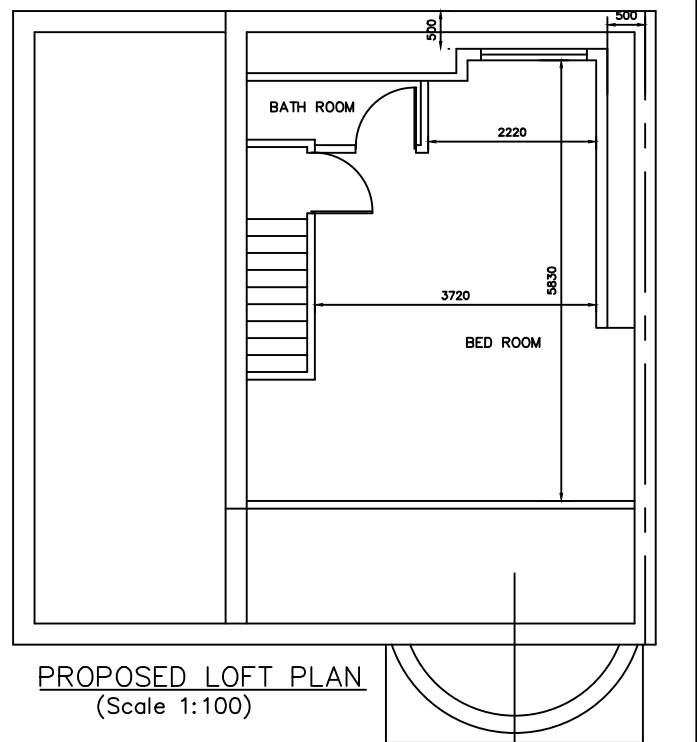 500
500
BATH ROOM
2220
5830
3720
BED ROOM
PROPOSED LOFT PLAN
(Scale 1:100)